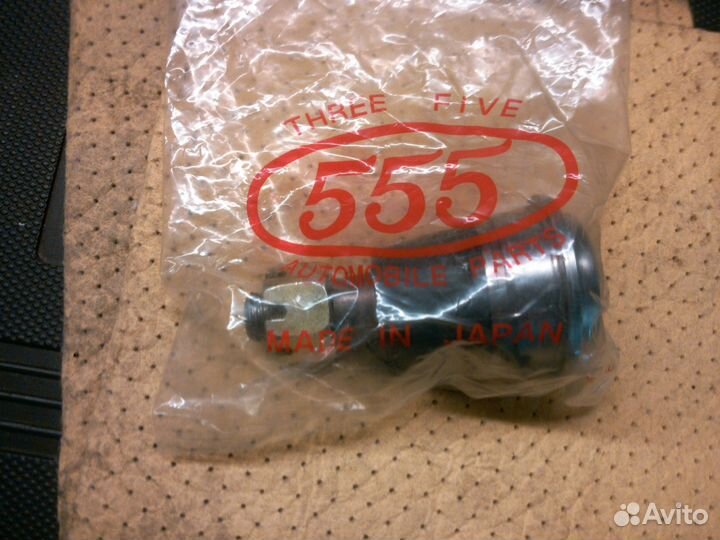 THREE FIVE
555
AUTOMOBILE PARTS
MADE IN JAPAN
Avito